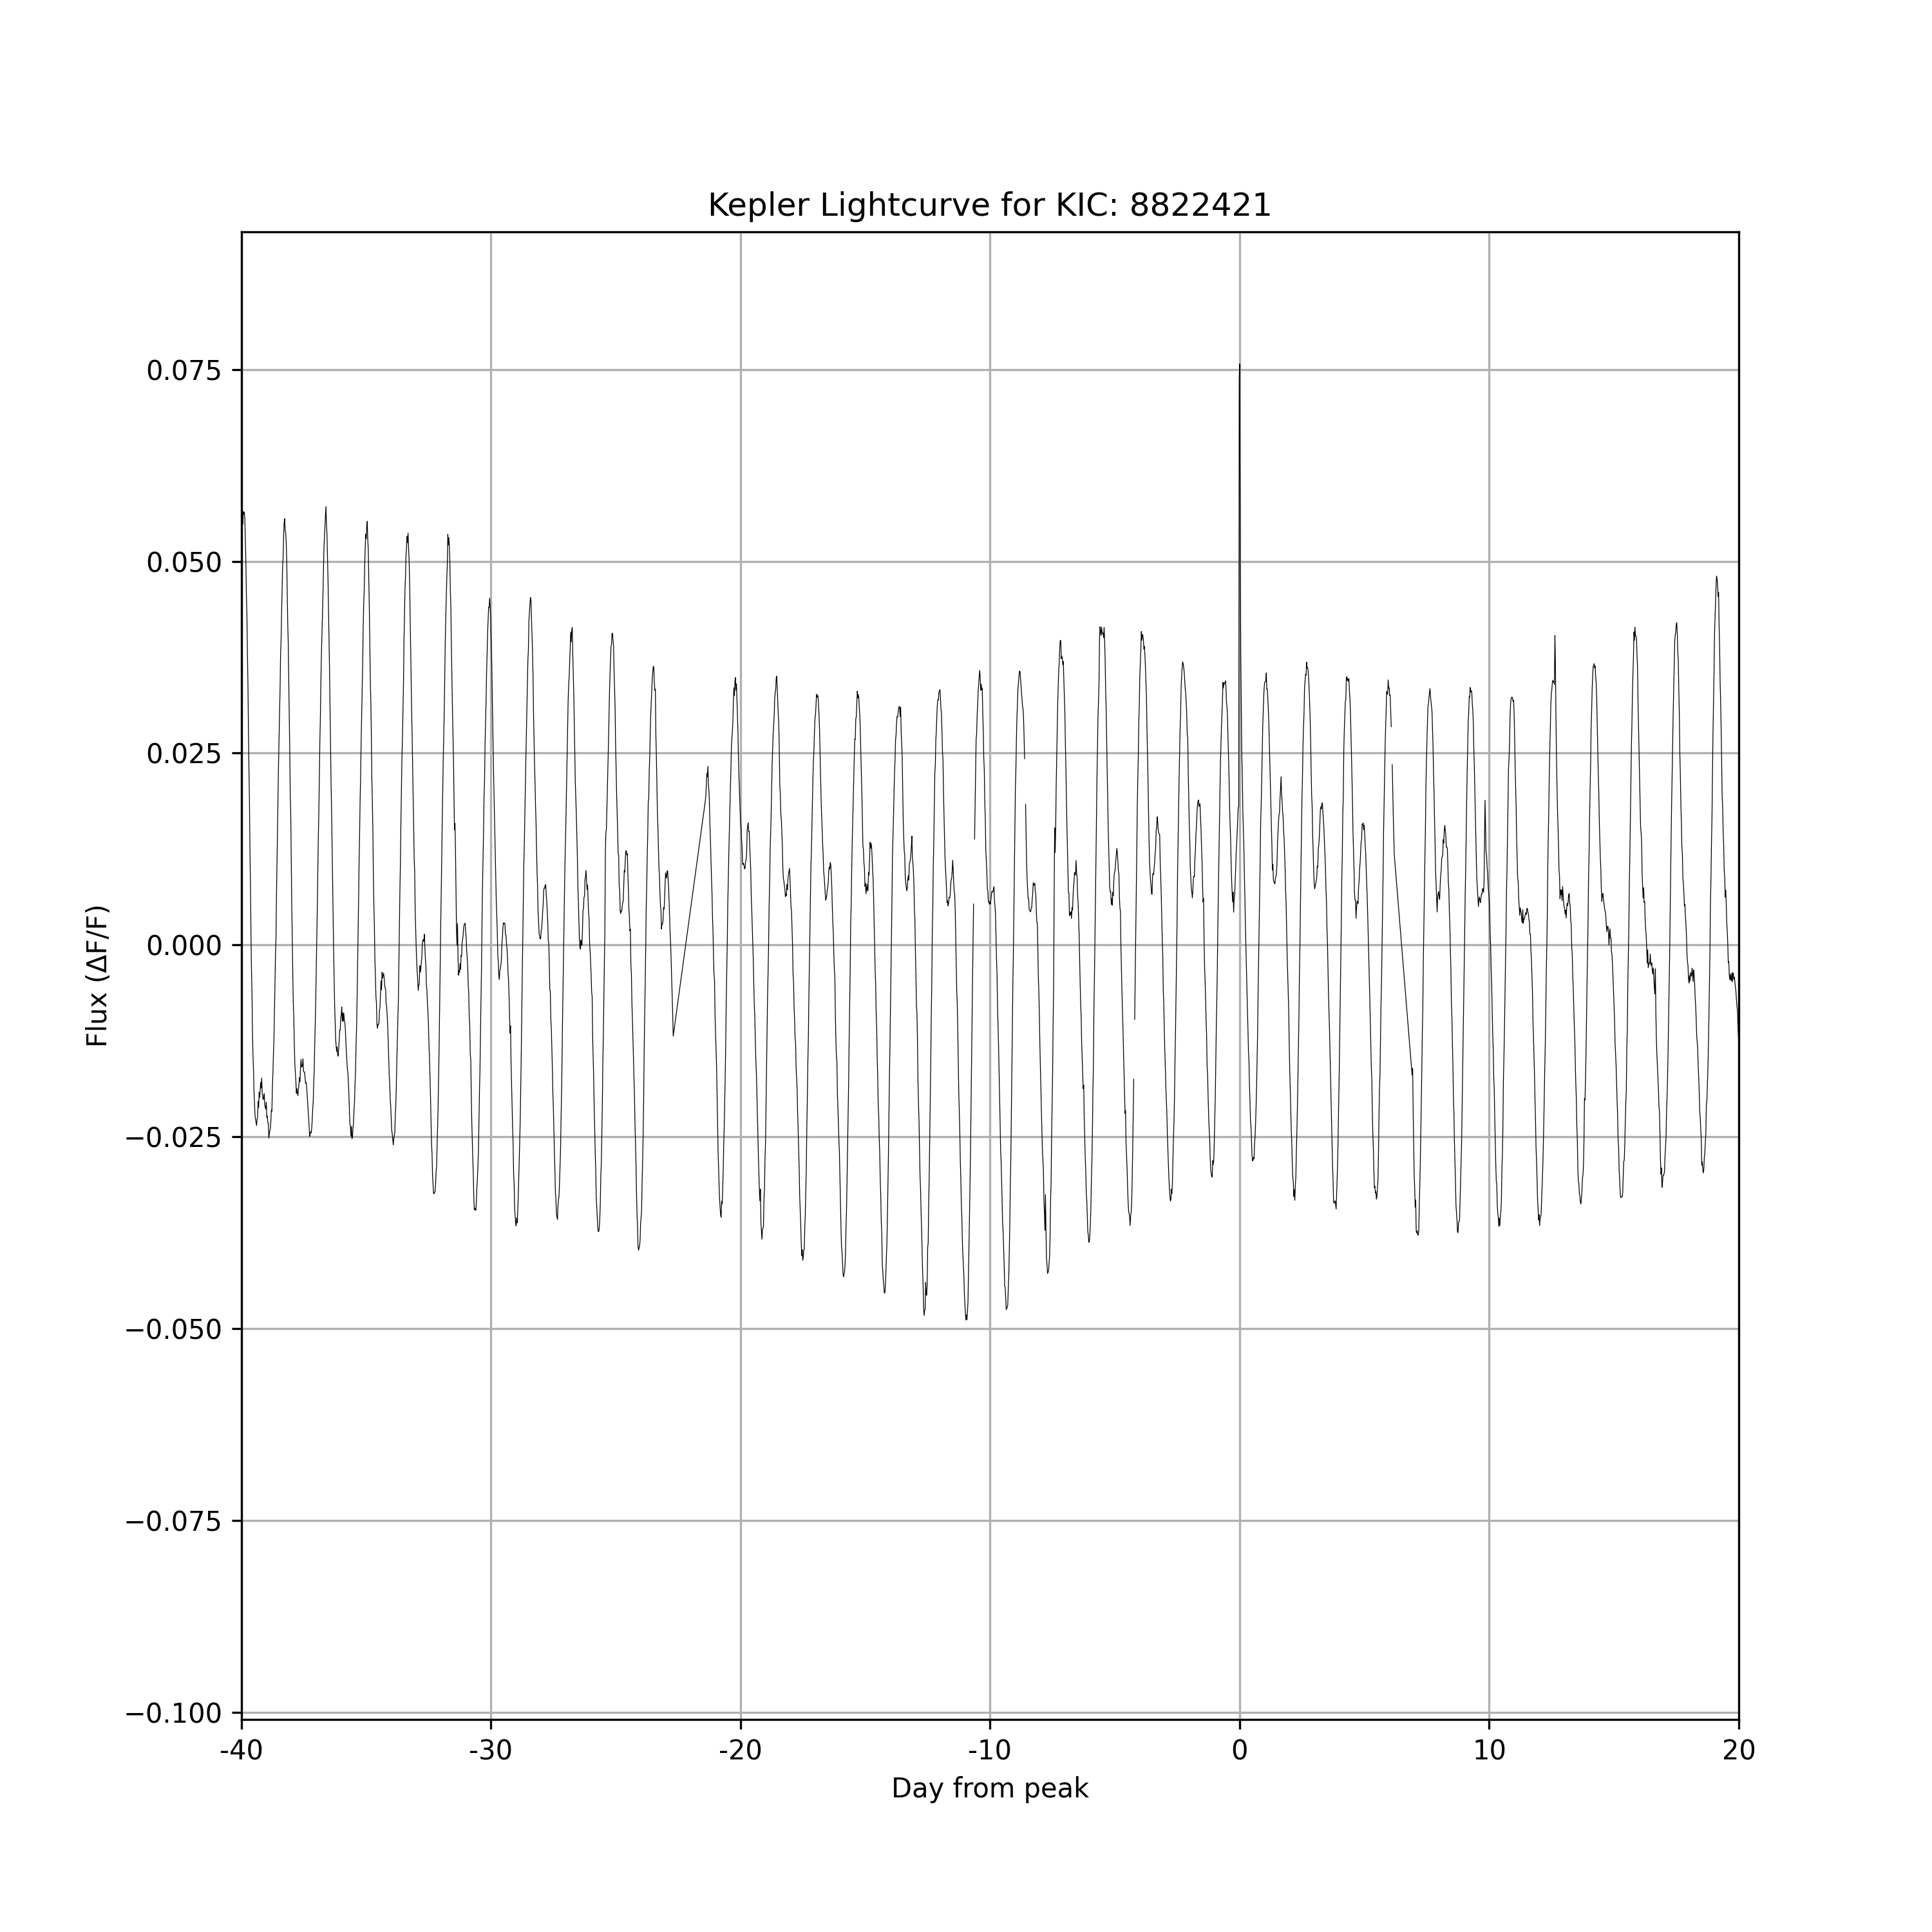 Kepler Lightcurve for KIC: 8822421
0.075
0.050
0.025
0.000
−0.025
−0.050
−0.075
−0.100
Flux (ΔF/F)
-40 -30 -20 -10 0 10 20
Day from peak